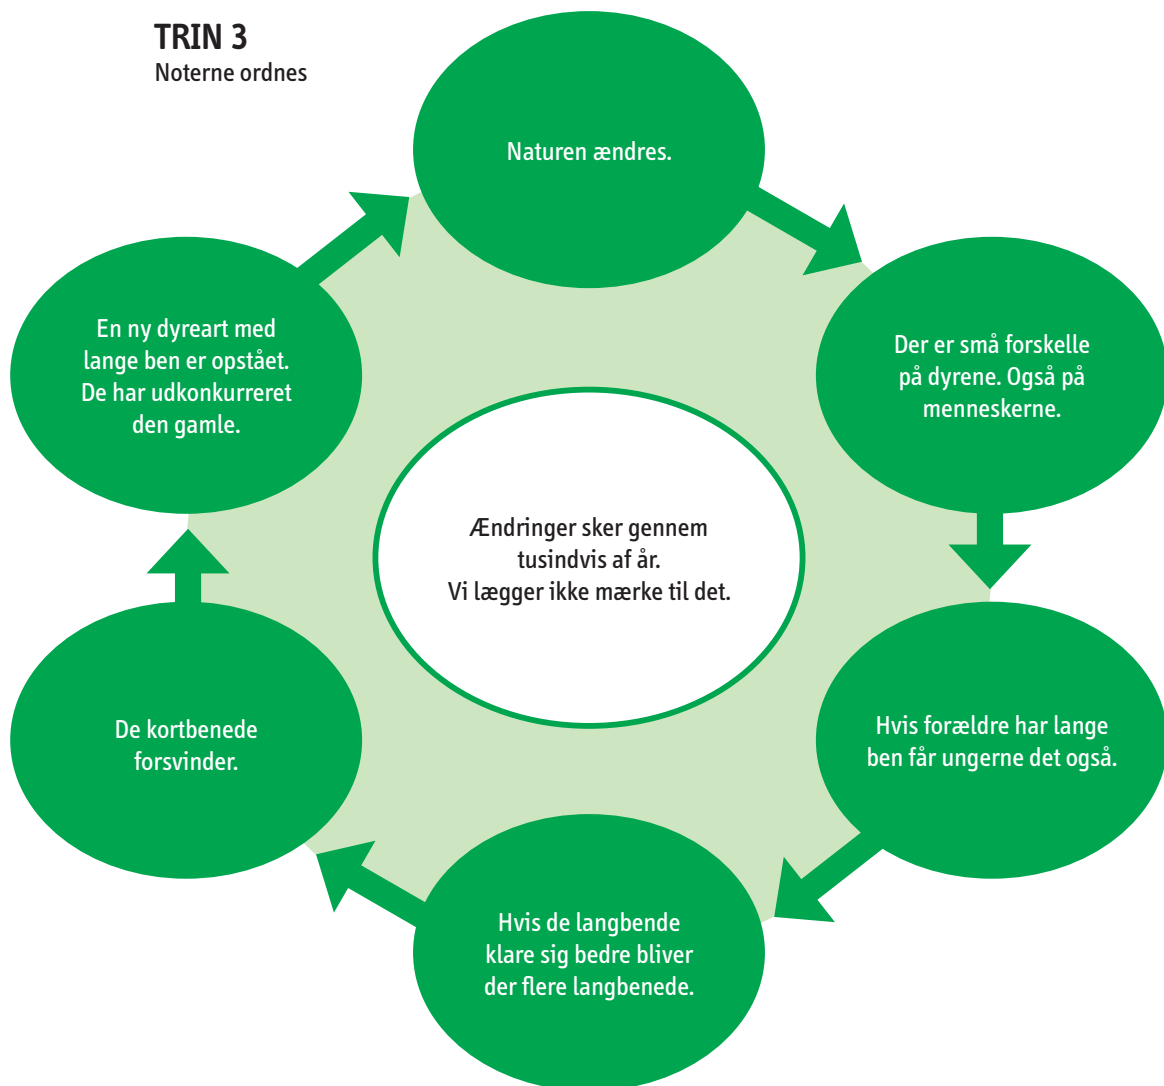 TRIN 3
Noterne ordnes
Naturen ændres.
Der er små forskelle
på dyrene. Også på
menneskerne.
Hvis forældre har lange
ben får ungerne det også.
Hvis de langbende
klare sig bedre bliver
der flere langbenede.
De kortbenede
forsvinder.
En ny dyreart med
lange ben er opstået.
De har udkonkurreret
den gamle.
Ændringer sker gennem
tusindvis af år.
Vi lægger ikke mærke til det.